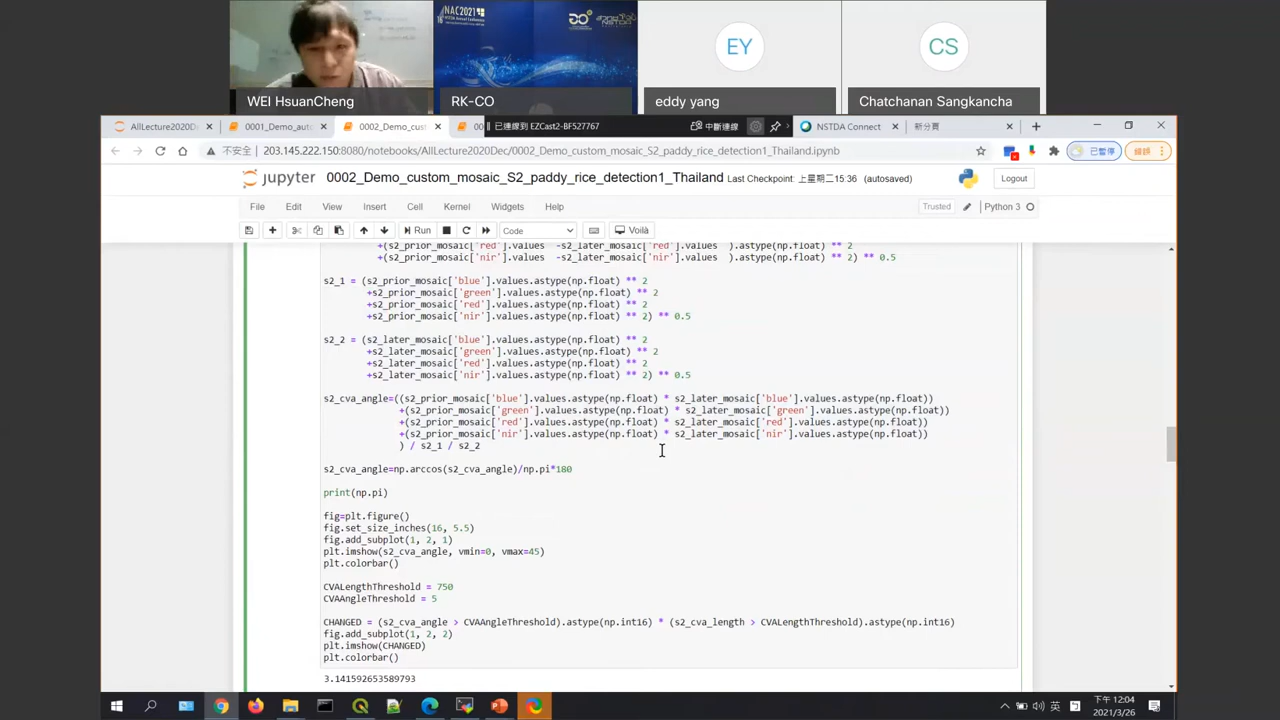 NAC2021
WEI HsuanCheng
RK-CO
EY
eddy yang
CS
Chatchanan Sangkancha
AllLecture2020De
0001_Demo_auto
0002_Demo_cust
已連線到 EZCast2-BF527767
中斷連線
NSTDA Connect
新分頁
不安全
203.145.222.150:8080/notebooks/AllLecture2020Dec/0002_Demo_custom_mosaic_S2_paddy_rice_detection1_Thailand.ipynb
已暫停
錯誤
jupyter
0002_Demo_custom_mosaic_S2_paddy_rice_detection1_Thailand
Last Checkpoint: 上星期二15:36 (autosaved)
Logout
File
Edit
View
Insert
Cell
Kernel
Widgets
Help
Trusted
Python 3
Run
Code
Voilà
+(s2_prior_mosaic['red'].values -s2_later_mosaic['red'].values ).astype(np.float) ** 2
+(s2_prior_mosaic['nir'].values -s2_later_mosaic['nir'].values ).astype(np.float) ** 2) ** 0.5
s2_1 = (s2_prior_mosaic['blue'].values.astype(np.float) ** 2
+s2_prior_mosaic['green'].values.astype(np.float) ** 2
+s2_prior_mosaic['red'].values.astype(np.float) ** 2
+s2_prior_mosaic['nir'].values.astype(np.float) ** 2) ** 0.5
s2_2 = (s2_later_mosaic['blue'].values.astype(np.float) ** 2
+s2_later_mosaic['green'].values.astype(np.float) ** 2
+s2_later_mosaic['red'].values.astype(np.float) ** 2
+s2_later_mosaic['nir'].values.astype(np.float) ** 2) ** 0.5
s2_cva_angle=((s2_prior_mosaic['blue'].values.astype(np.float) * s2_later_mosaic['blue'].values.astype(np.float))
+(s2_prior_mosaic['green'].values.astype(np.float) * s2_later_mosaic['green'].values.astype(np.float))
+(s2_prior_mosaic['red'].values.astype(np.float) * s2_later_mosaic['red'].values.astype(np.float))
+(s2_prior_mosaic['nir'].values.astype(np.float) * s2_later_mosaic['nir'].values.astype(np.float))
) / s2_1 / s2_2
s2_cva_angle=np.arccos(s2_cva_angle)/np.pi*180
print(np.pi)
fig=plt.figure()
fig.set_size_inches(16, 5.5)
fig.add_subplot(1, 2, 1)
plt.imshow(s2_cva_angle, vmin=0, vmax=45)
plt.colorbar()
CVALengthThreshold = 750
CVAAngleThreshold = 5
CHANGED = (s2_cva_angle > CVAAngleThreshold).astype(np.int16) * (s2_cva_length > CVALengthThreshold).astype(np.int16)
fig.add_subplot(1, 2, 2)
plt.imshow(CHANGED)
plt.colorbar()
3.141592653589793
英
下午 12:04
2021/3/26